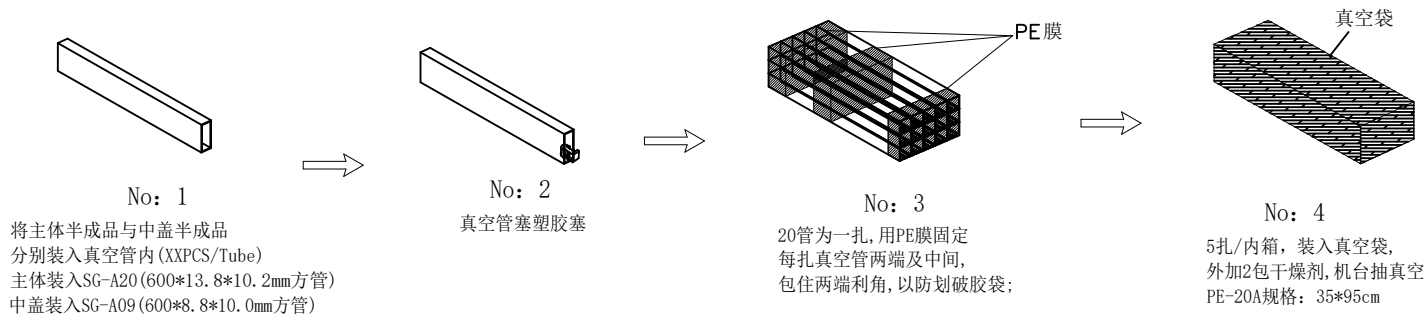 No: 1
将主体半成品与中盖半成品
分别装入真空管内(XXPCS/Tube)
主体装入SG-A20(600*13.8*10.2mm方管)
中盖装入SG-A09(600*8.8*10.0mm方管)
No: 2
真空管塞塑胶塞
PE膜
No: 3
20管为一扎,用PE膜固定
每扎真空管两端及中间,
包住两端利角,以防划破胶袋;
真空袋
No: 4
5扎/内箱, 装入真空袋,
外加2包干燥剂,机台抽真空
PE-20A规格: 35*95cm